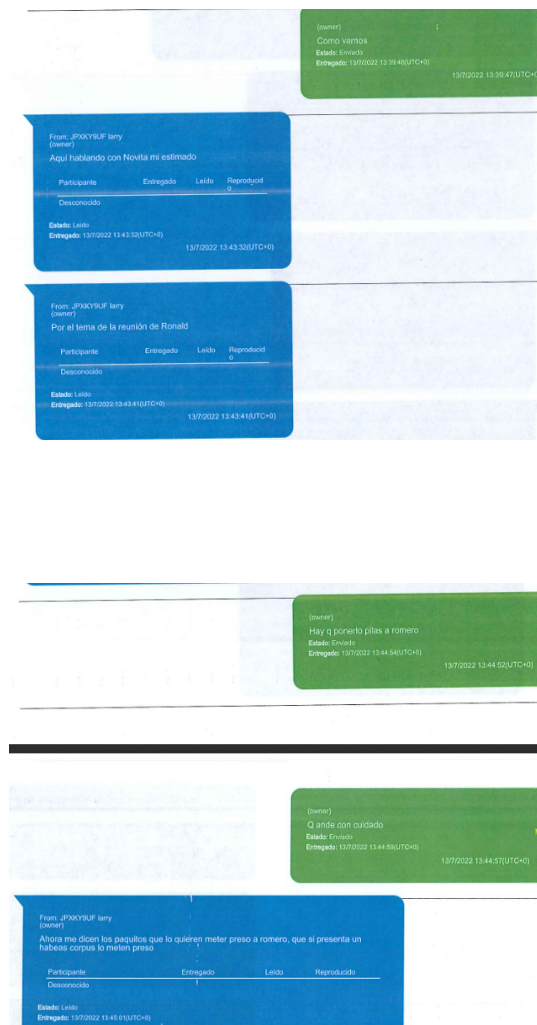 (owner)
Como vamos
Estado: Enviado
Entregado: 13/7/2022 13:39:48(UTC+0)
13/7/2022 13:39:47(UTC+0)
From: JPXKY9UF larry
(owner)
Aquí hablando con Novita mi estimado
Participante Entregado Leído Reproducid
o
Desconocido
Estado: Leído
Entregado: 13/7/2022 13:43:32(UTC+0)
13/7/2022 13:43:32(UTC+0)
From: JPXKY9UF larry
(owner)
Por el tema de la reunión de Ronald
Participante Entregado Leído Reproducid
o
Desconocido
Estado: Leído
Entregado: 13/7/2022 13:43:41(UTC+0)
13/7/2022 13:43:41(UTC+0)
(owner)
Hay q ponerlo pilas a romero
Estado: Enviado
Entregado: 13/7/2022 13:44:54(UTC+0)
13/7/2022 13:44:52(UTC+0)
(owner)
Q ande con cuidado
Estado: Enviado
Entregado: 13/7/2022 13:44:59(UTC+0)
13/7/2022 13:44:57(UTC+0)
From: JPXKY9UF larry
(owner)
Ahora me dicen los paquitos que lo quieren meter preso a romero, que si presenta un
habeas corpus lo meten preso
Participante Entregado Leído Reproducido
Desconocido
Estado: Leído
Entregado: 13/7/2022 13:45:01(UTC+0)